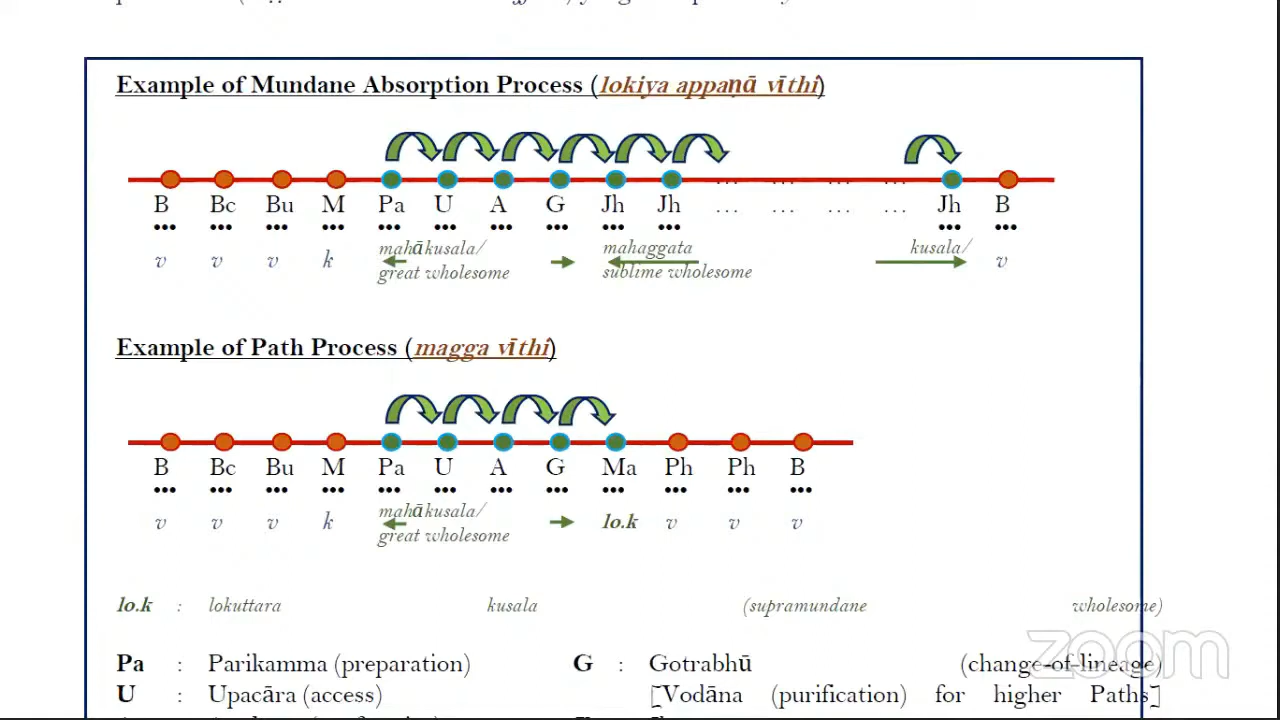 Example of Mundane Absorption Process (lokiya appaṇā vīthi)
B Bc Bu M Pa U A G Jh Jh ... ... ... ... Jh B
v v v k mahākusala/ mahaggata kusala/ v
great wholesome sublime wholesome
Example of Path Process (magga vīthi)
B Bc Bu M Pa U A G Ma Ph Ph B
v v v k mahākusala/ lo.k v v v
great wholesome
lo.k : lokuttara kusala (supramundane wholesome)
Pa : Parikamma (preparation) G : Gotrabhū (change-of-lineage)
U : Upacāra (access) [Vodāna (purification) for higher Paths]
zoom